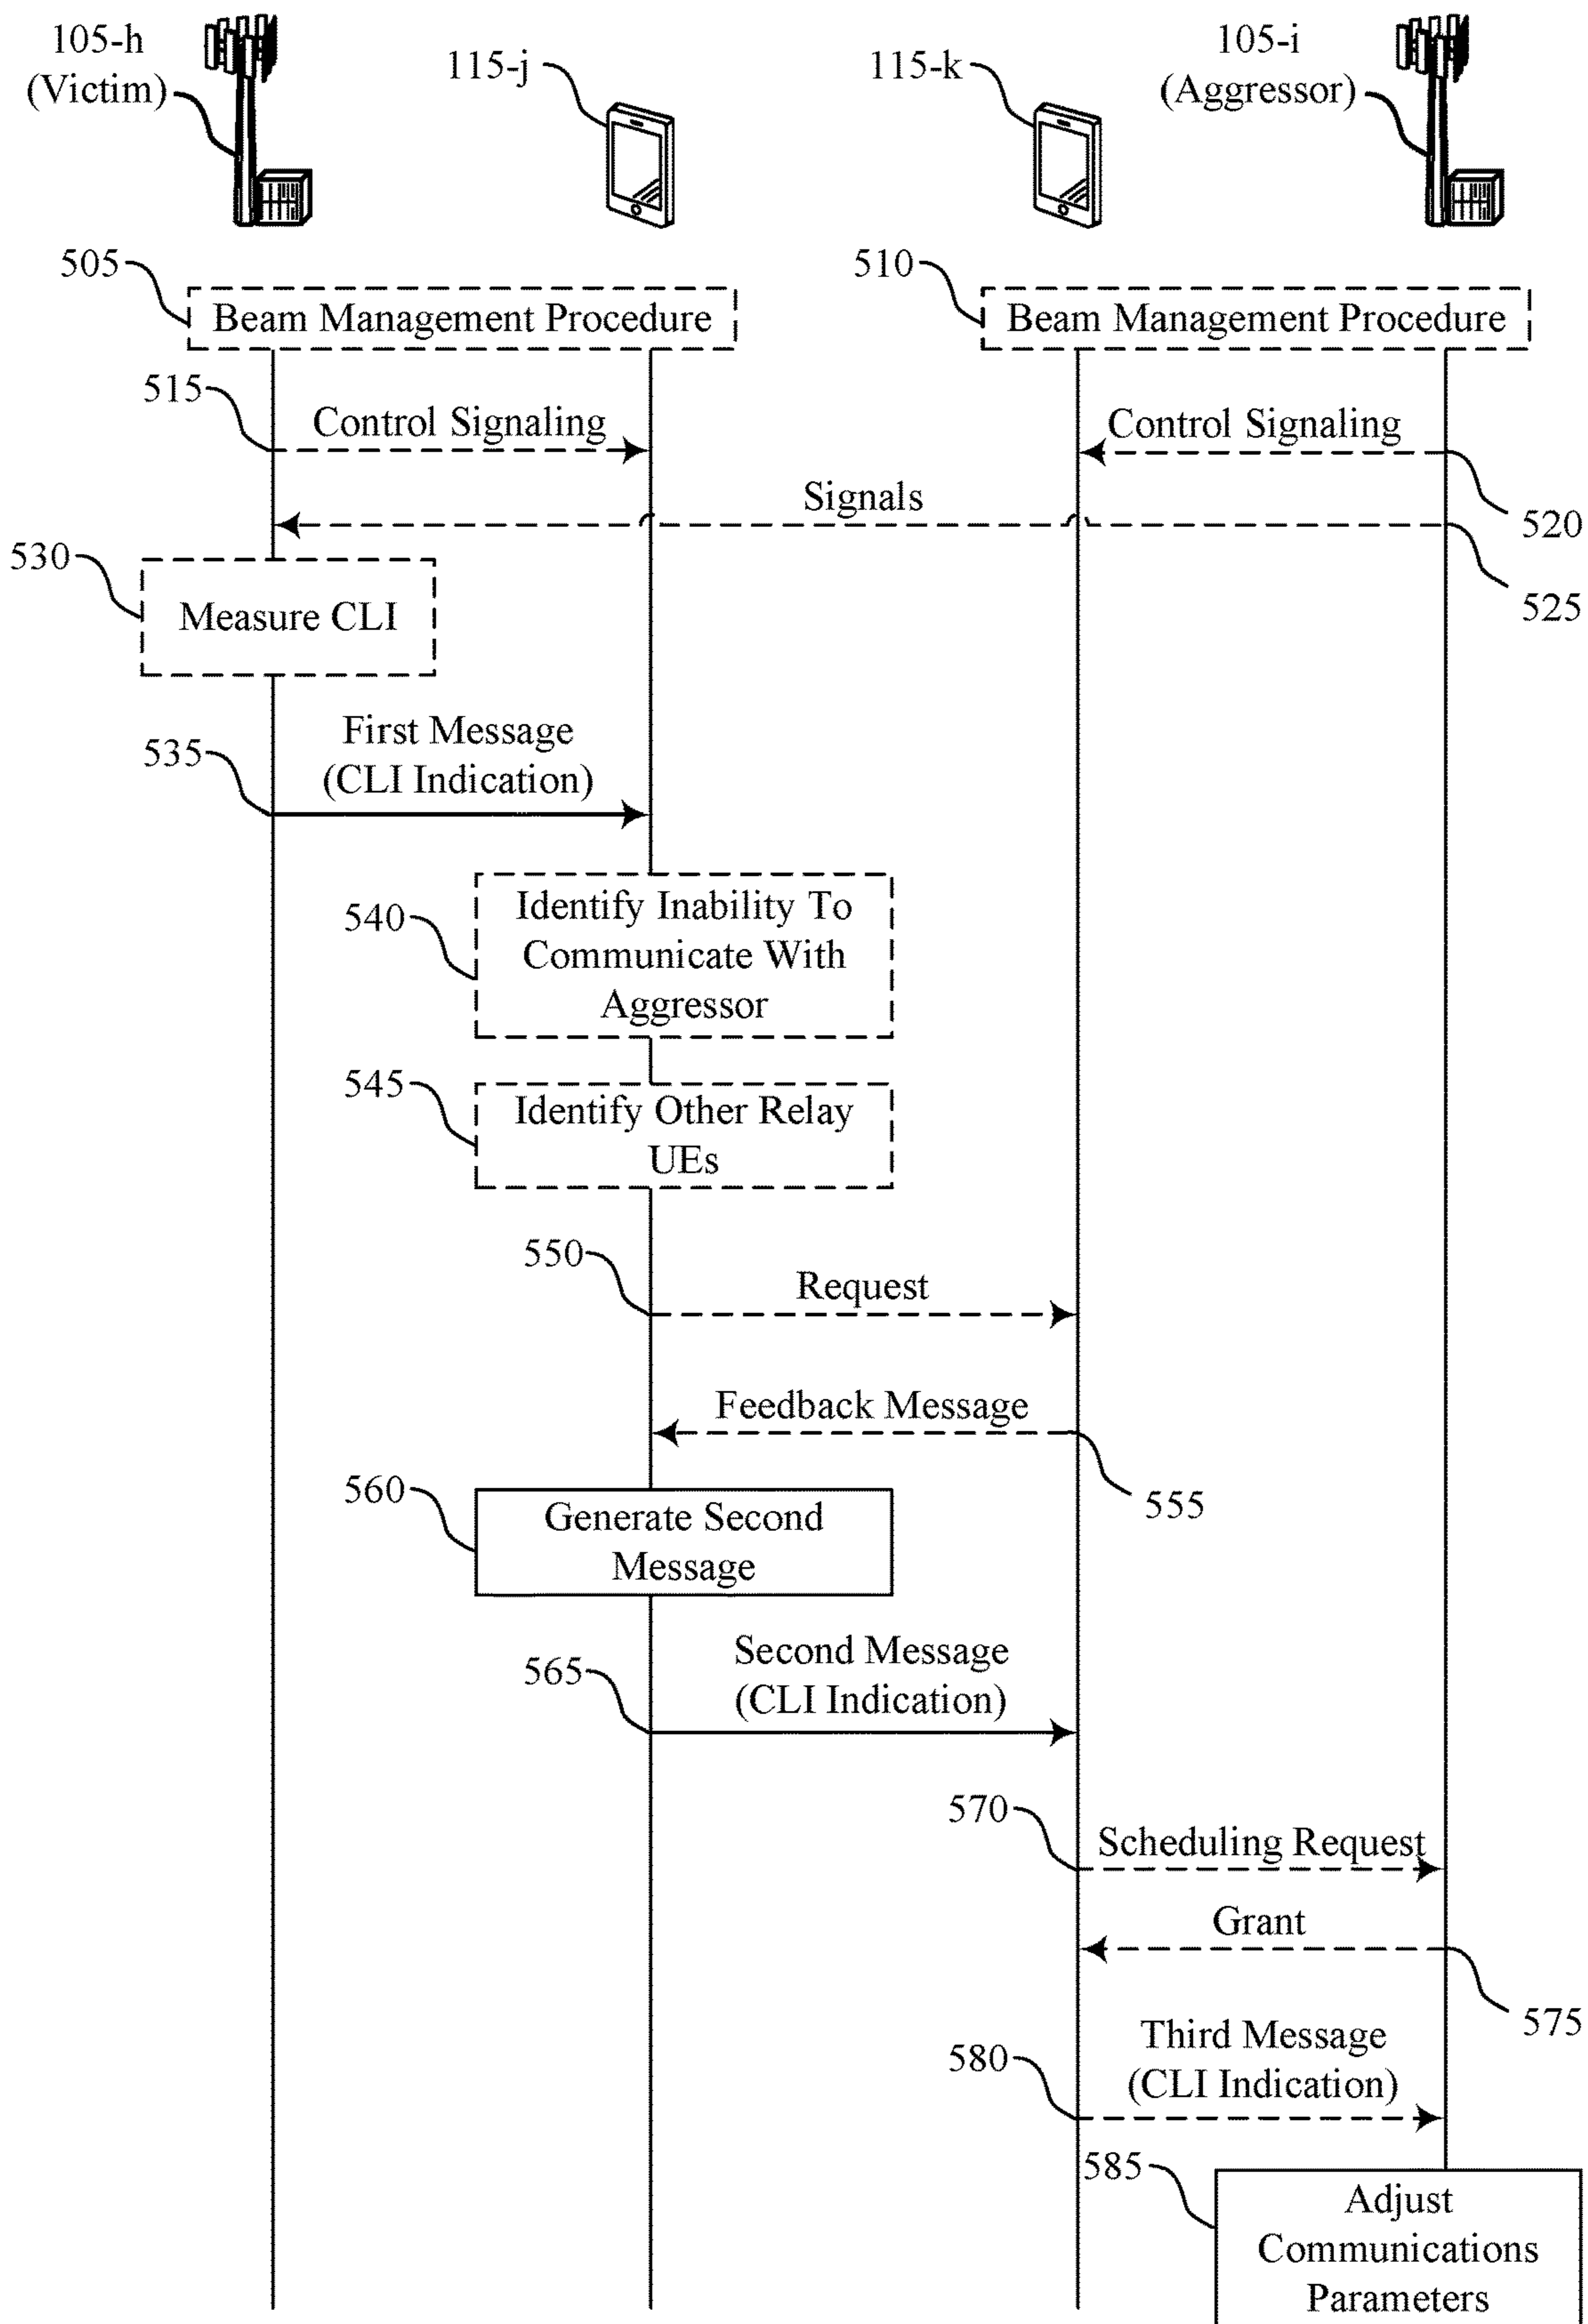 105-h
(Victim)
115-j
115-k
105-i
(Aggressor)
505
Beam Management Procedure
510
Beam Management Procedure
515
Control Signaling
Control Signaling
520
Signals
525
530
Measure CLI
535
First Message
(CLI Indication)
540
Identify Inability To
Communicate With
Aggressor
545
Identify Other Relay
UEs
550
Request
Feedback Message
555
560
Generate Second
Message
565
Second Message
(CLI Indication)
570
Scheduling Request
Grant
575
580
Third Message
(CLI Indication)
585
Adjust
Communications
Parameters